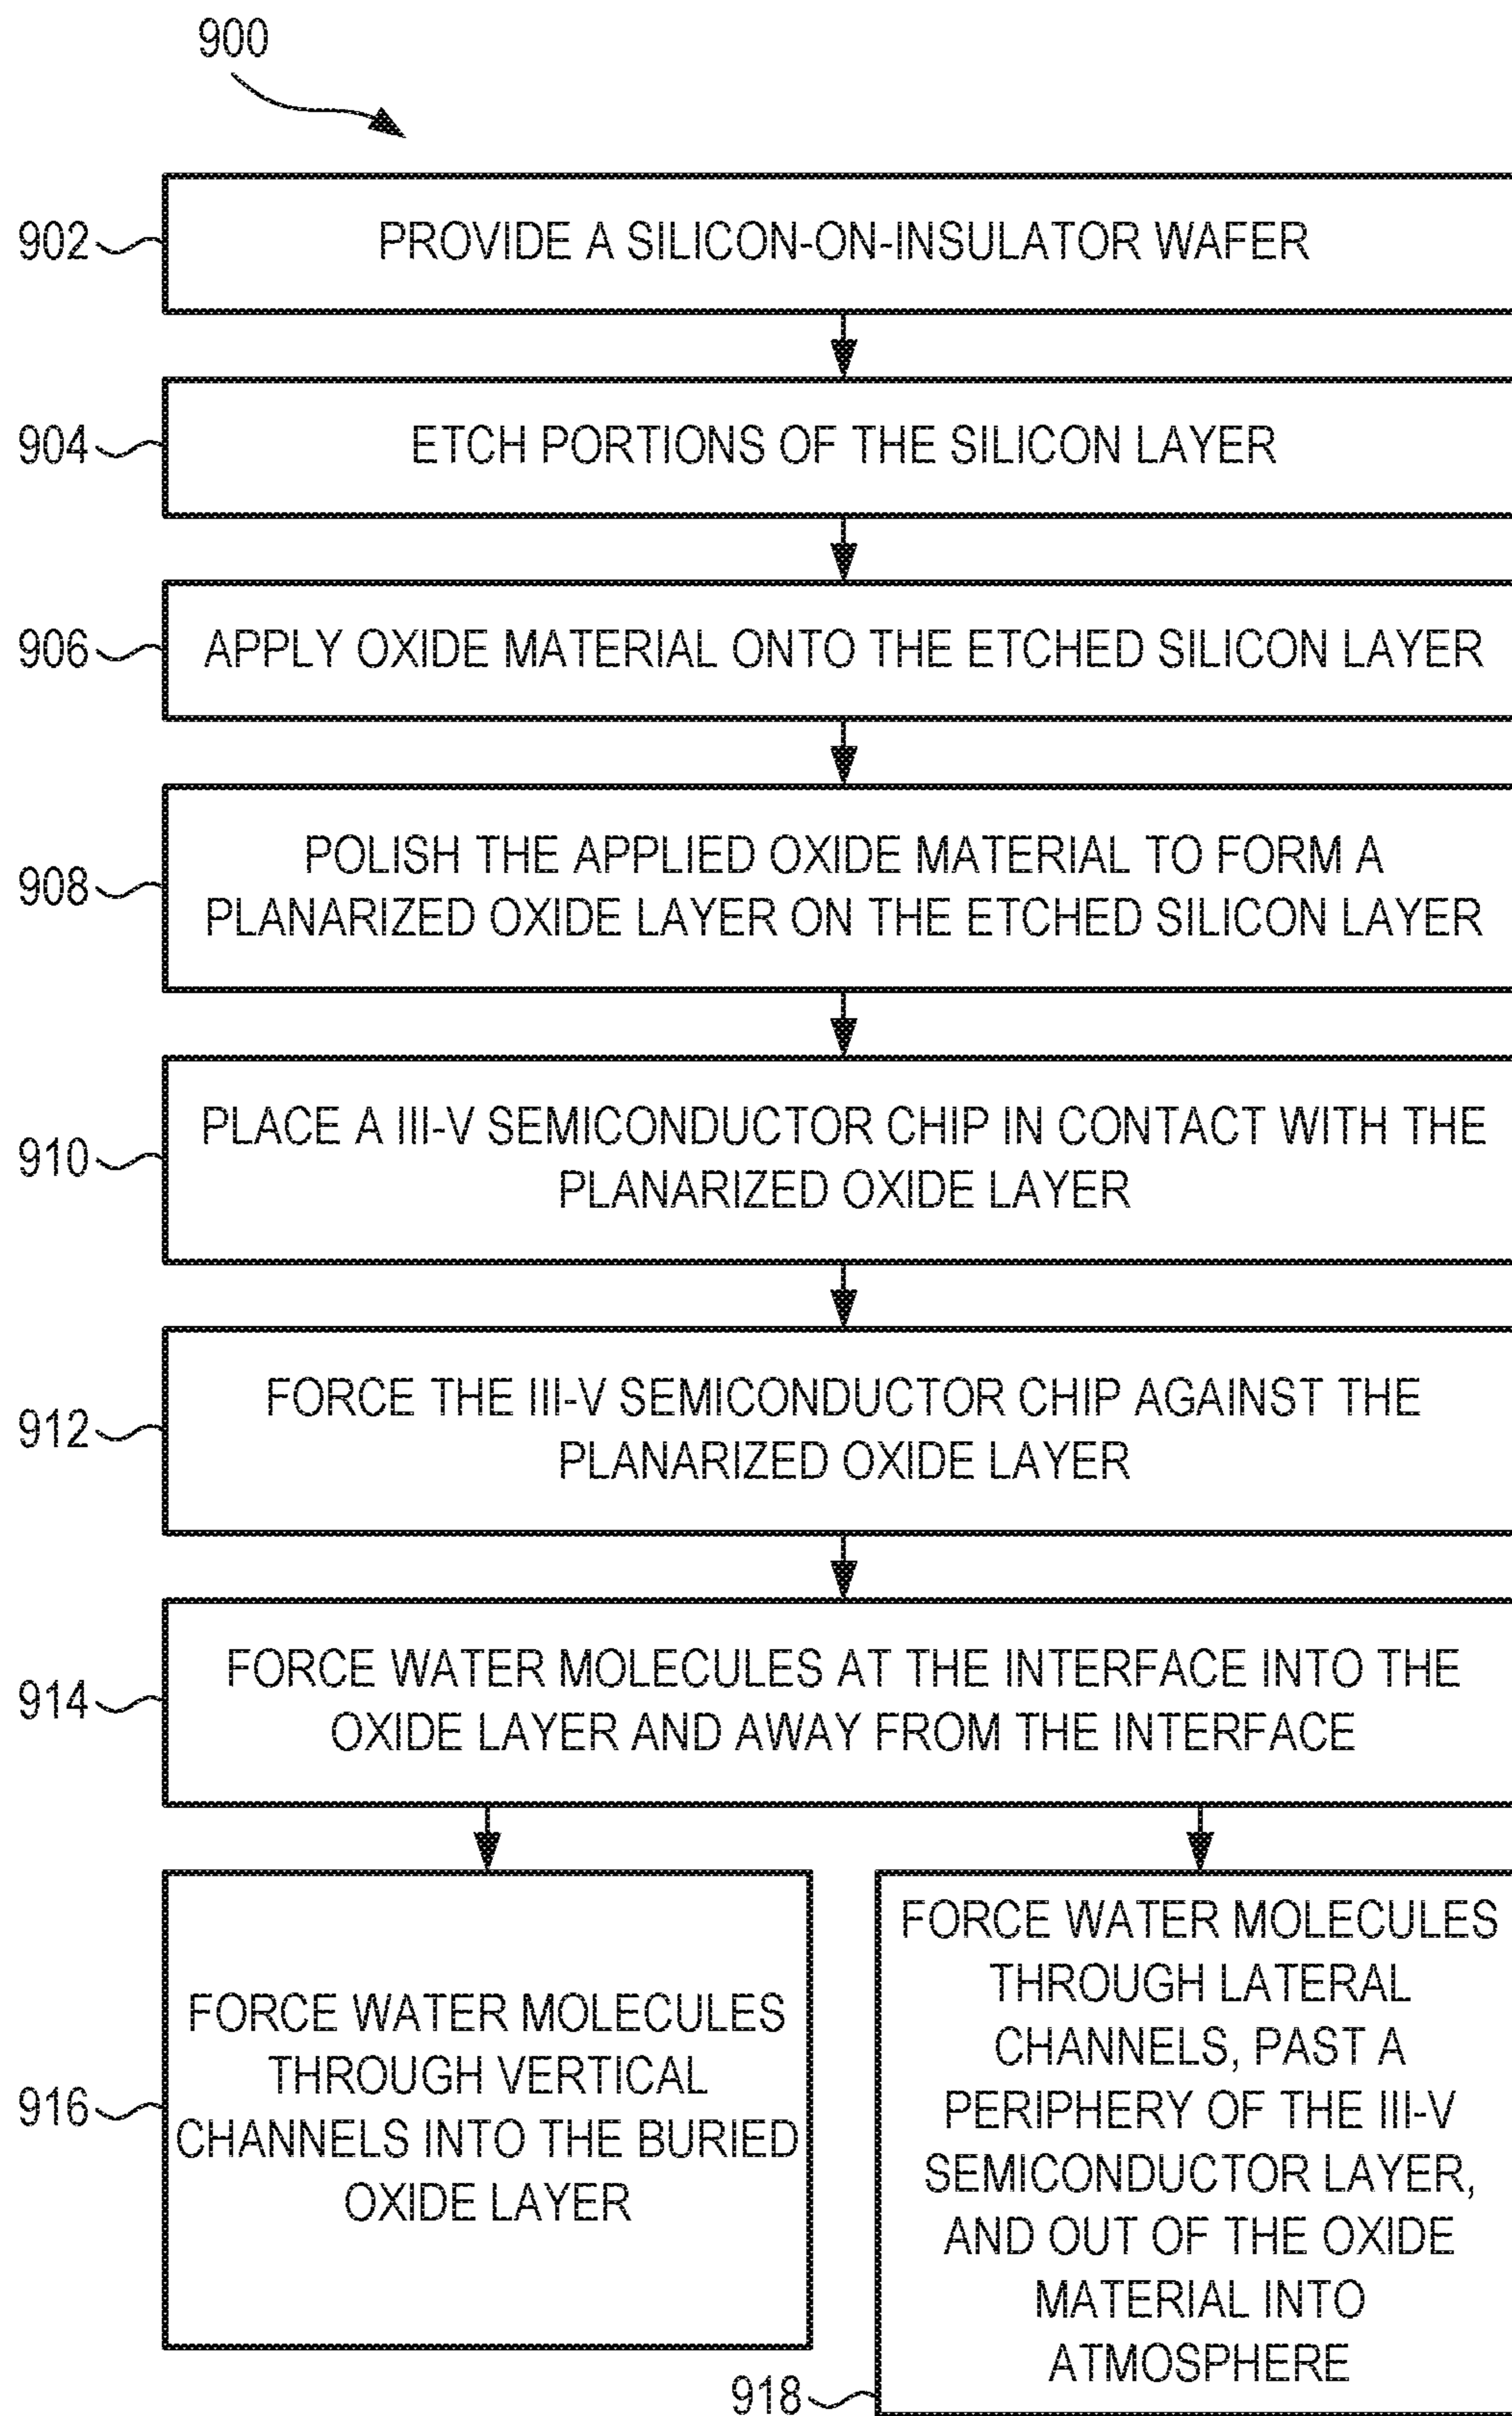 900
902
PROVIDE A SILICON-ON-INSULATOR WAFER
904
ETCH PORTIONS OF THE SILICON LAYER
906
APPLY OXIDE MATERIAL ONTO THE ETCHED SILICON LAYER
908
POLISH THE APPLIED OXIDE MATERIAL TO FORM A
PLANARIZED OXIDE LAYER ON THE ETCHED SILICON LAYER
910
PLACE A III-V SEMICONDUCTOR CHIP IN CONTACT WITH THE
PLANARIZED OXIDE LAYER
912
FORCE THE III-V SEMICONDUCTOR CHIP AGAINST THE
PLANARIZED OXIDE LAYER
914
FORCE WATER MOLECULES AT THE INTERFACE INTO THE
OXIDE LAYER AND AWAY FROM THE INTERFACE
916
FORCE WATER MOLECULES
THROUGH VERTICAL
CHANNELS INTO THE BURIED
OXIDE LAYER
FORCE WATER MOLECULES
THROUGH LATERAL
CHANNELS, PAST A
PERIPHERY OF THE III-V
SEMICONDUCTOR LAYER,
AND OUT OF THE OXIDE
MATERIAL INTO
ATMOSPHERE
918